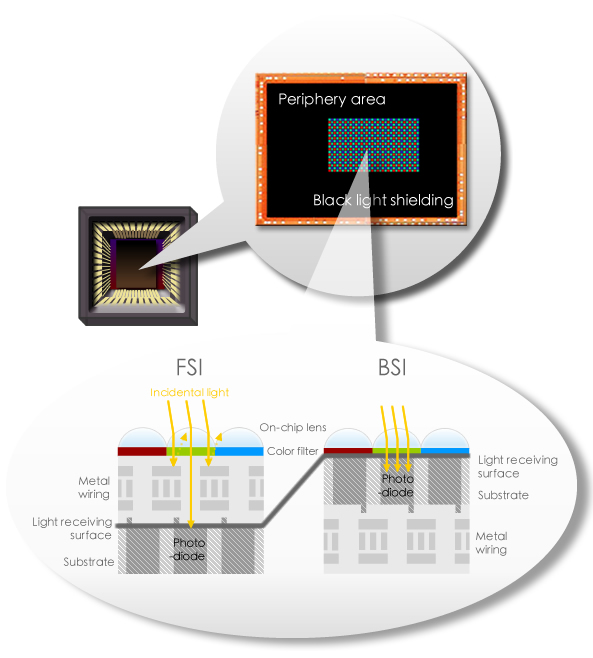 Periphery area
Black light shielding
FSI
BSI
Incidental light
On-chip lens
Color filter
Metal
wiring
Light receiving
surface
Substrate
Photo
-diode
Light receiving
surface
Substrate
Photo
-diode
Metal
wiring